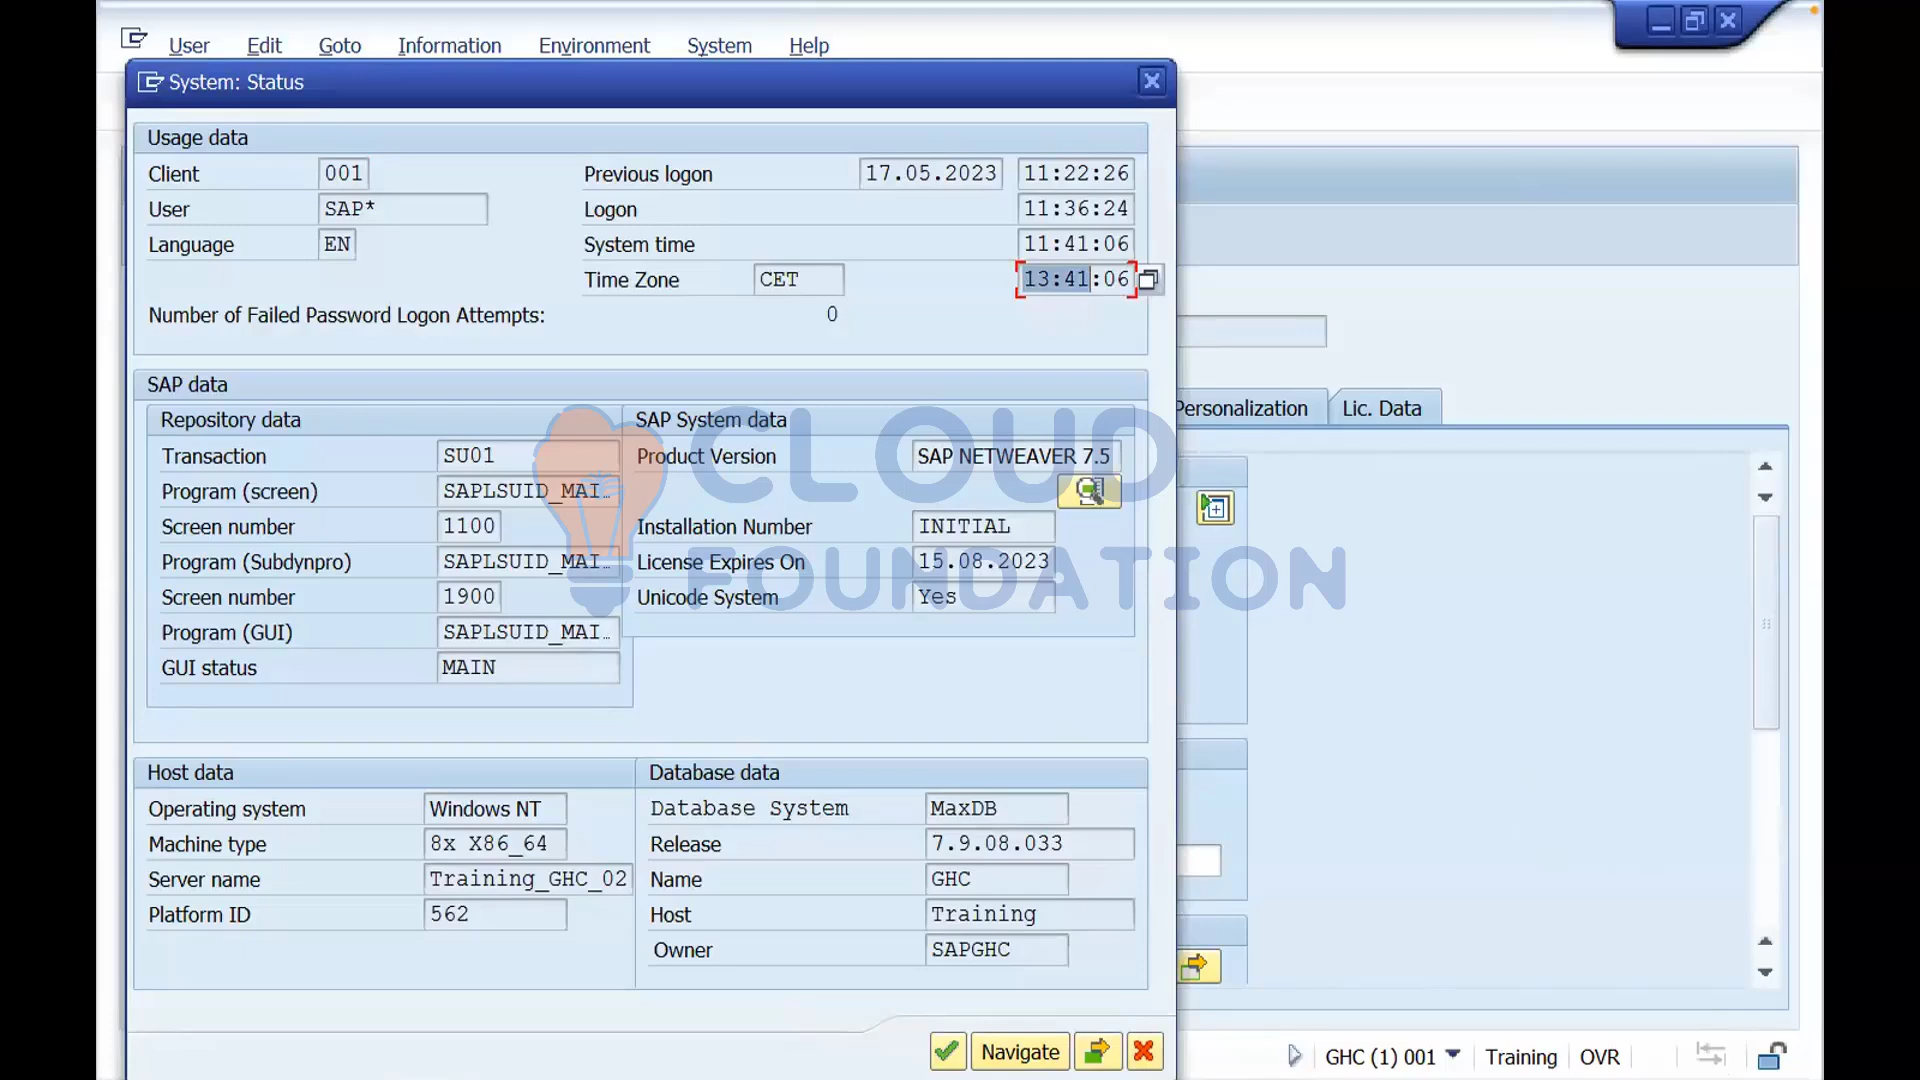 User Edit Goto Information Environment System Help
System: Status
Usage data
Client 001 Previous logon 17.05.2023 11:22:26
User SAP* Logon 11:36:24
Language EN System time 11:41:06
Time Zone CET 13:41:06
Number of Failed Password Logon Attempts: 0
SAP data
Repository data SAP System data
Personalization Lic. Data
Transaction SU01 Product Version SAP NETWEAVER 7.5
Program (screen) SAPLSUID_MAI…
Screen number 1100 Installation Number INITIAL
Program (Subdynpro) SAPLSUID_MAI… License Expires On 15.08.2023
Screen number 1900 Unicode System Yes
Program (GUI) SAPLSUID_MAI…
GUI status MAIN
CLOUD
FOUNDATION
Host data Database data
Operating system Windows NT Database System MaxDB
Machine type 8x X86_64 Release 7.9.08.033
Server name Training_GHC_02 Name GHC
Platform ID 562 Host Training
Owner SAPGHC
Navigate
GHC (1) 001 Training OVR